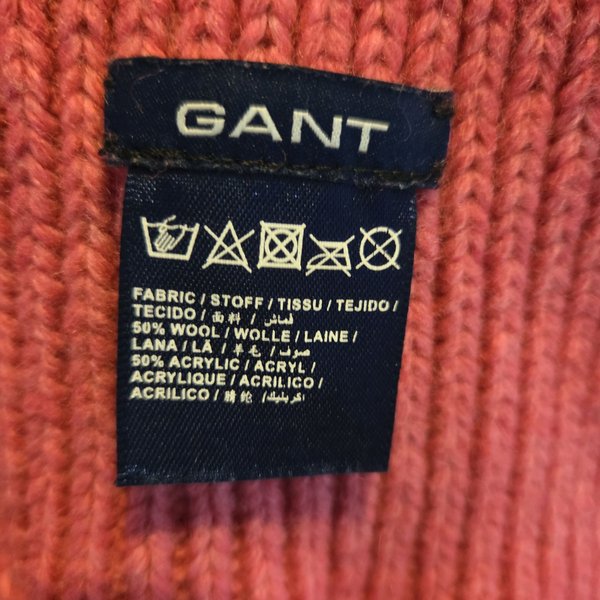 GANT
FABRIC / STOFF / TISSU / TEJIDO /
TECIDO / 面料 / قماش /
50% WOOL / WOLLE / LAINE /
LANA / LÃ / 羊毛 / صوف /
50% ACRYLIC / ACRYL /
ACRYLIQUE / ACRILICO /
ACRILICO / 腈纶 / اكريليك /